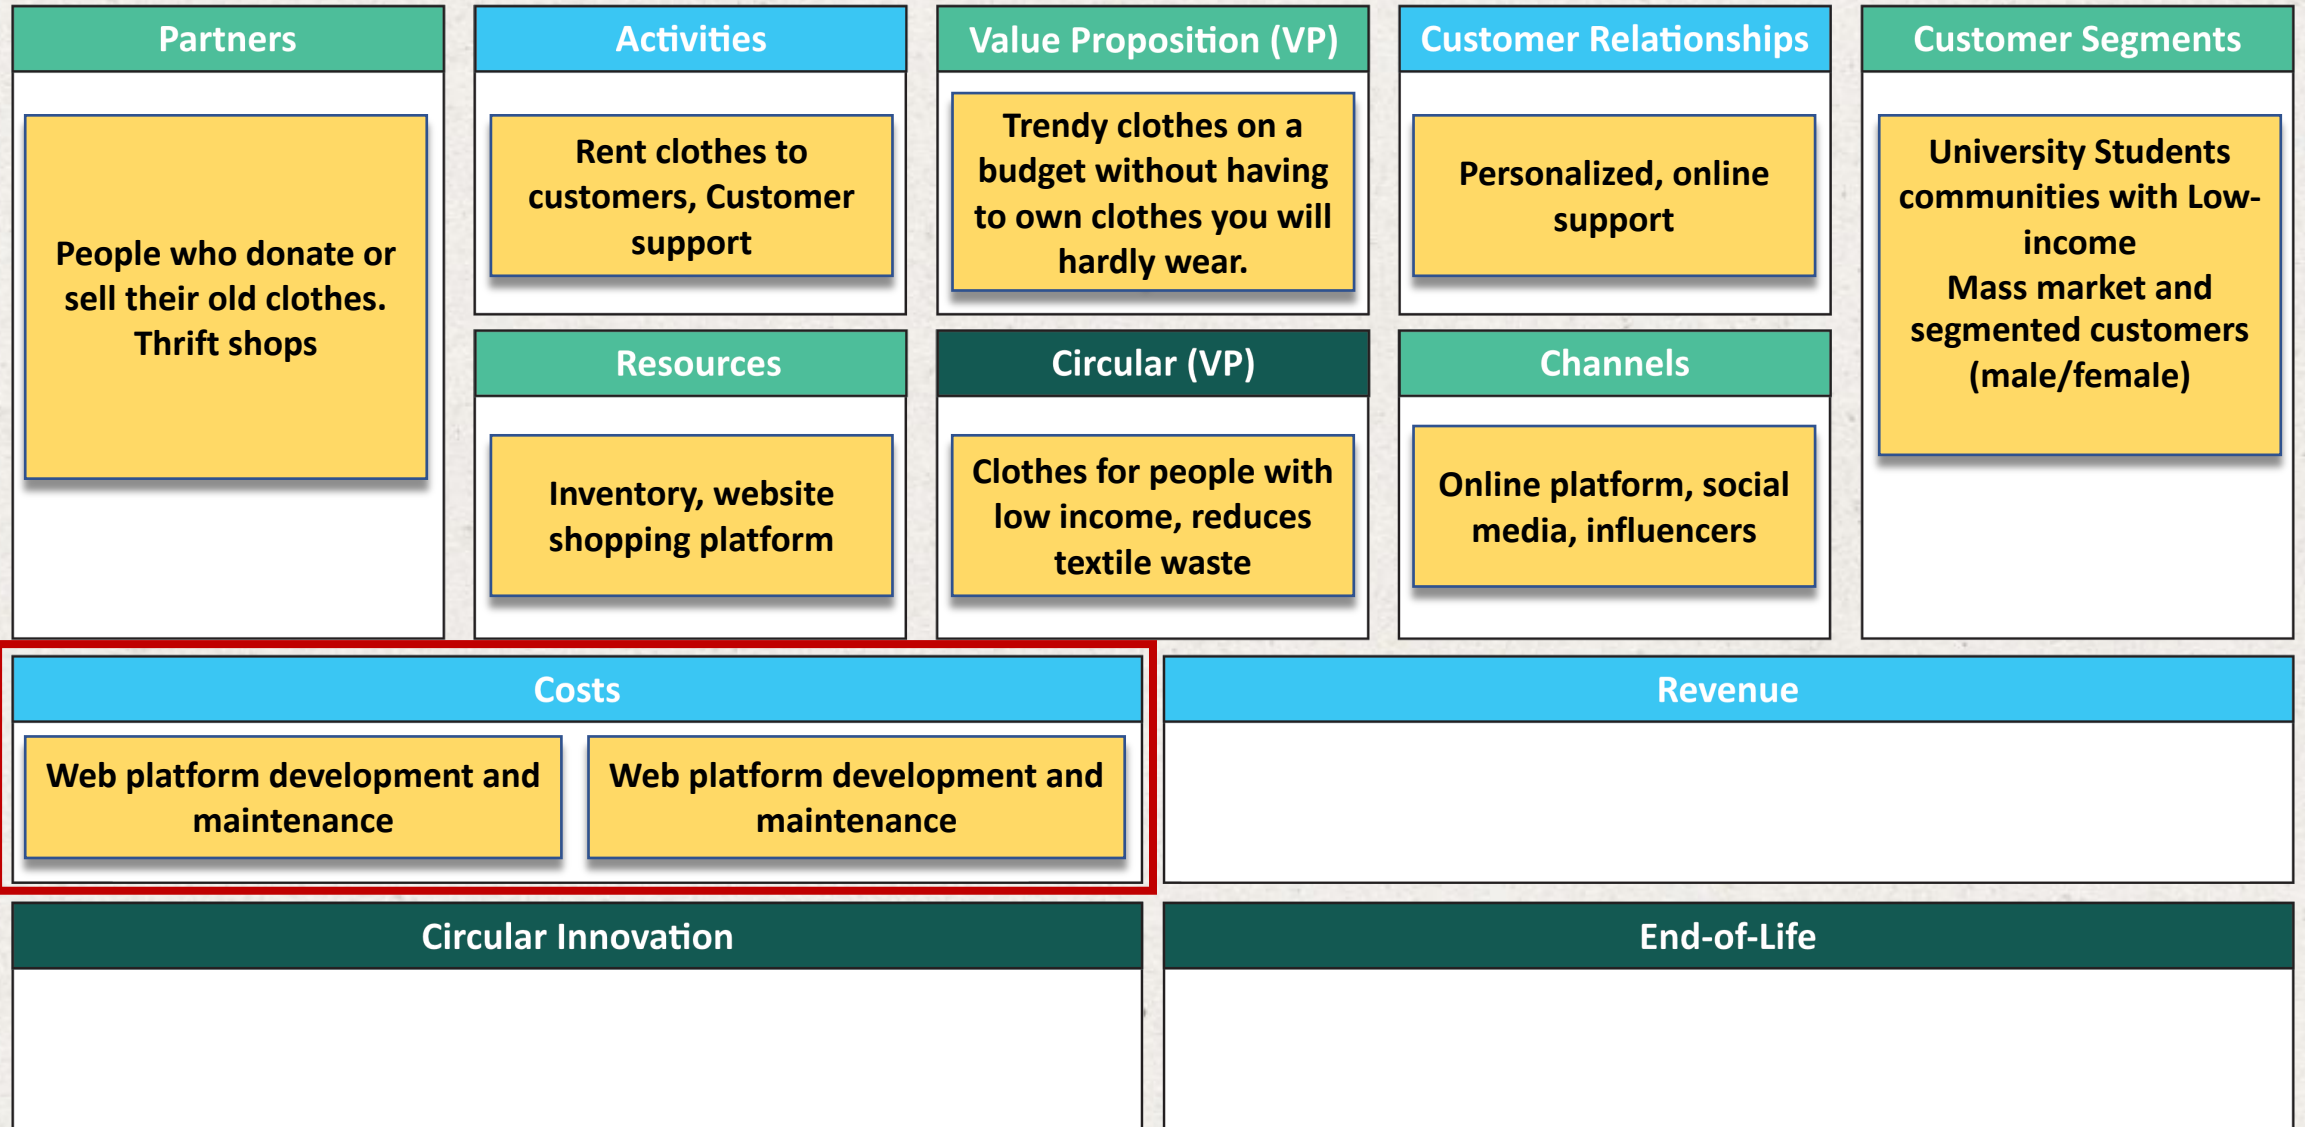 Partners
People who donate or
sell their old clothes.
Thrift shops
Activities
Rent clothes to
customers, Customer
support
Resources
Inventory, website
shopping platform
Value Proposition (VP)
Trendy clothes on a
budget without having
to own clothes you will
hardly wear.
Circular (VP)
Clothes for people with
low income, reduces
textile waste
Customer Relationships
Personalized, online
support
Channels
Online platform, social
media, influencers
Customer Segments
University Students
communities with Low-
income
Mass market and
segmented customers
(male/female)
Costs
Web platform development and
maintenance
Web platform development and
maintenance
Revenue
Circular Innovation
End-of-Life